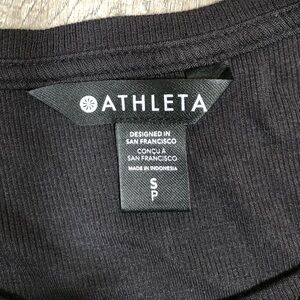 ATHLETA
DESIGNED IN
SAN FRANCISCO
CONÇU À
SAN FRANCISCO
MADE IN INDONESIA
S
P